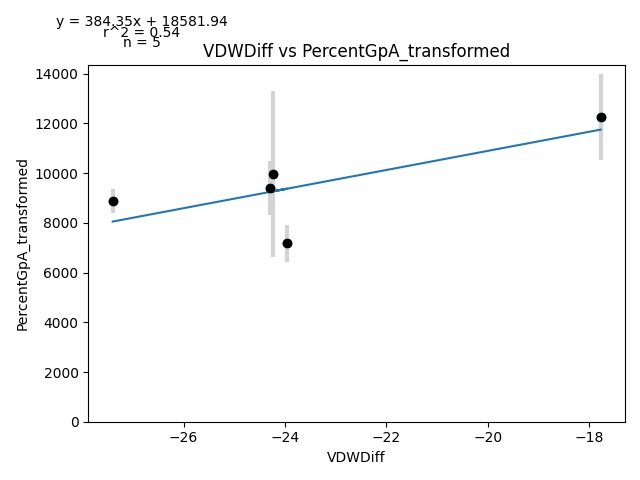 y = 384.35x + 18581.94
r^2 = 0.54
n = 5
VDWDiff vs PercentGpA_transformed
14000
12000
10000
8000
6000
4000
2000
0
PercentGpA_transformed
−26
−24
−22
−20
−18
VDWDiff